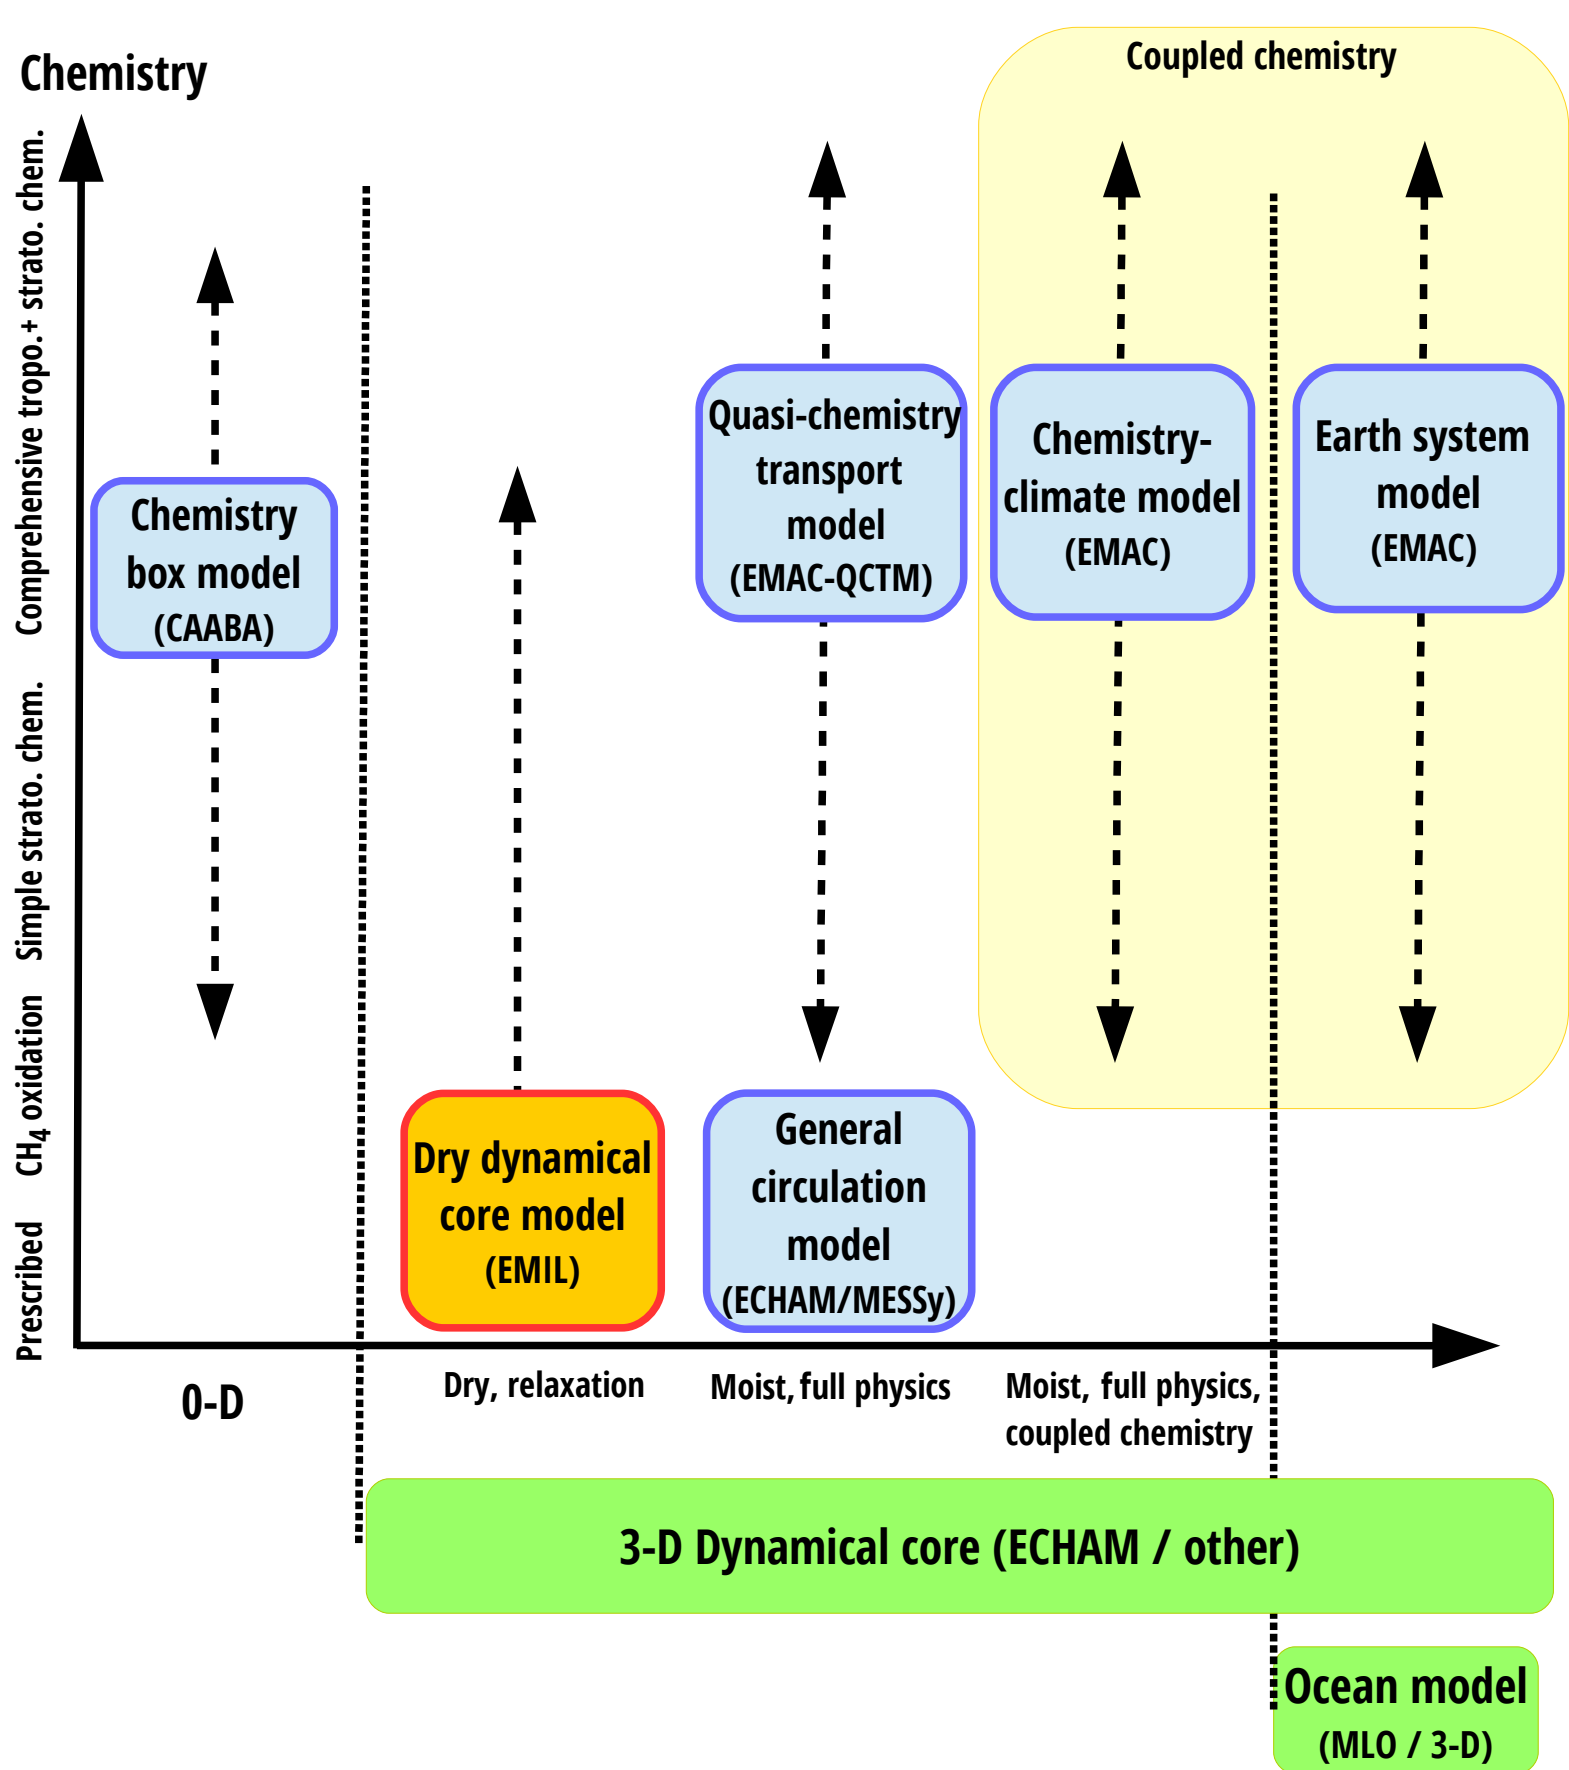 Coupled chemistry
Chemistry
Comprehensive tropo.+ strato. chem.
Simple strato. chem.
CH4 oxidation
Prescribed
Chemistry
box model
(CAABA)
Quasi-chemistry
transport
model
(EMAC-QCTM)
Chemistry-
climate model
(EMAC)
Earth system
model
(EMAC)
Dry dynamical
core model
(EMIL)
General
circulation
model
(ECHAM/MESSy)
0-D
Dry, relaxation
Moist, full physics
Moist, full physics,
coupled chemistry
3-D Dynamical core (ECHAM / other)
Ocean model
(MLO / 3-D)